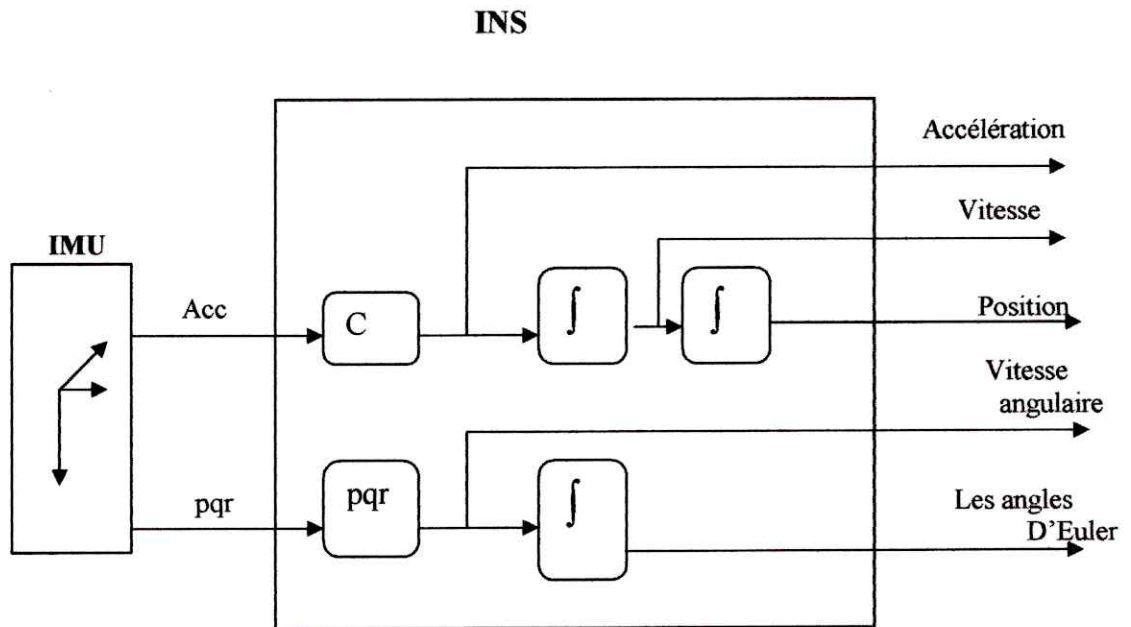 INS
Accélération
Vitesse
IMU
Acc
C
∫
∫
Position
Vitesse
angulaire
pqr
pqr
∫
Les angles
D'Euler